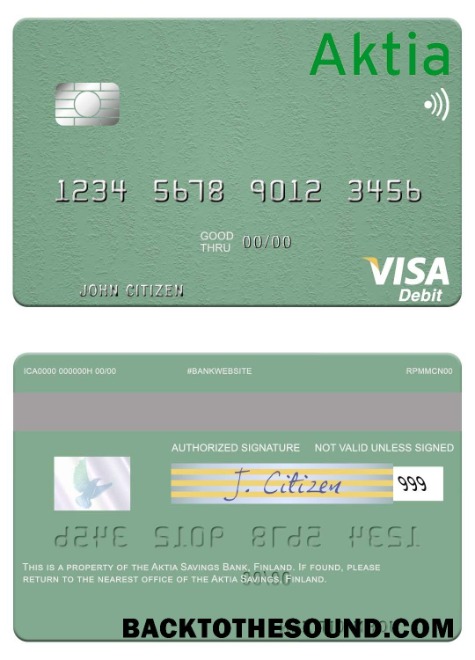 Aktia
1234 5678 9012 3456
GOOD THRU 00/00
JOHN CITIZEN
VISA
Debit
ICA0000 000000H 00/00 #BANKWEBSITE RPMMCN00
AUTHORIZED SIGNATURE NOT VALID UNLESS SIGNED
J. Citizen 999
THIS IS A PROPERTY OF THE AKTIA SAVINGS BANK, FINLAND. IF FOUND, PLEASE
RETURN TO THE NEAREST OFFICE OF THE AKTIA SAVINGS, FINLAND.
BACKTOTHESOUND.COM